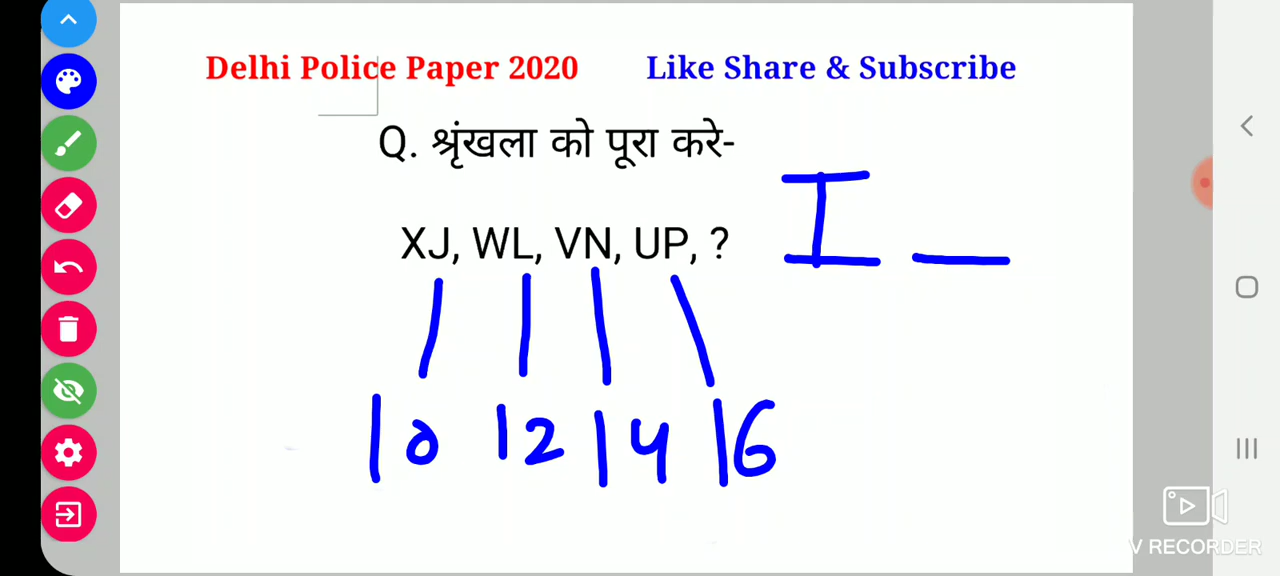 Delhi Police Paper 2020 Like Share & Subscribe
Q. श्रृंखला को पूरा करे-
XJ, WL, VN, UP, ? I _
10 12 14 16
V RECORDER